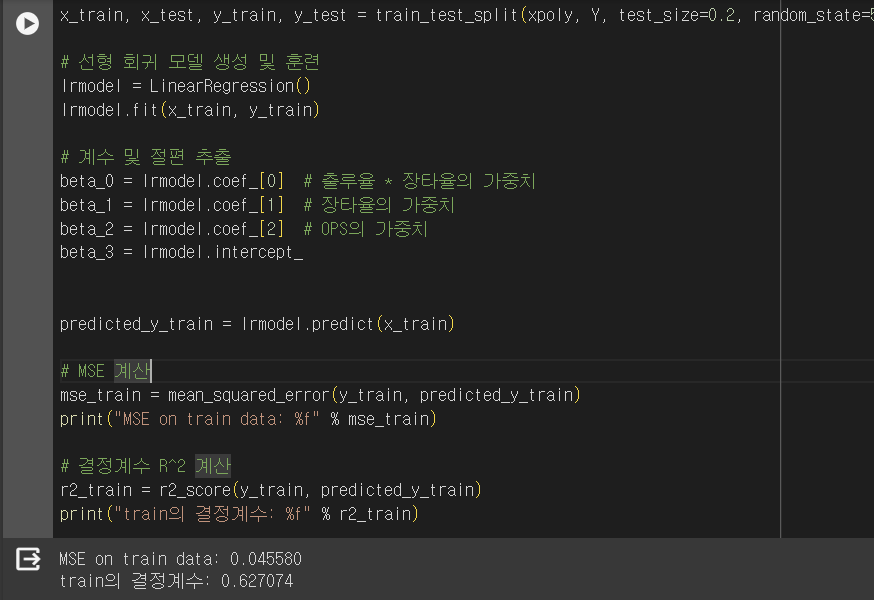 x_train, x_test, y_train, y_test = train_test_split(xpoly, Y, test_size=0.2, random_state=5
# 선형 회귀 모델 생성 및 훈련
lrmodel = LinearRegression()
lrmodel.fit(x_train, y_train)
# 계수 및 절편 추출
beta_0 = lrmodel.coef_[0]  # 출루율 * 장타율의 가중치
beta_1 = lrmodel.coef_[1]  # 장타율의 가중치
beta_2 = lrmodel.coef_[2]  # OPS의 가중치
beta_3 = lrmodel.intercept_
predicted_y_train = lrmodel.predict(x_train)
# MSE 계산
mse_train = mean_squared_error(y_train, predicted_y_train)
print("MSE on train data: %f" % mse_train)
# 결정계수 R^2 계산
r2_train = r2_score(y_train, predicted_y_train)
print("train의 결정계수: %f" % r2_train)
MSE on train data: 0.045580
train의 결정계수: 0.627074